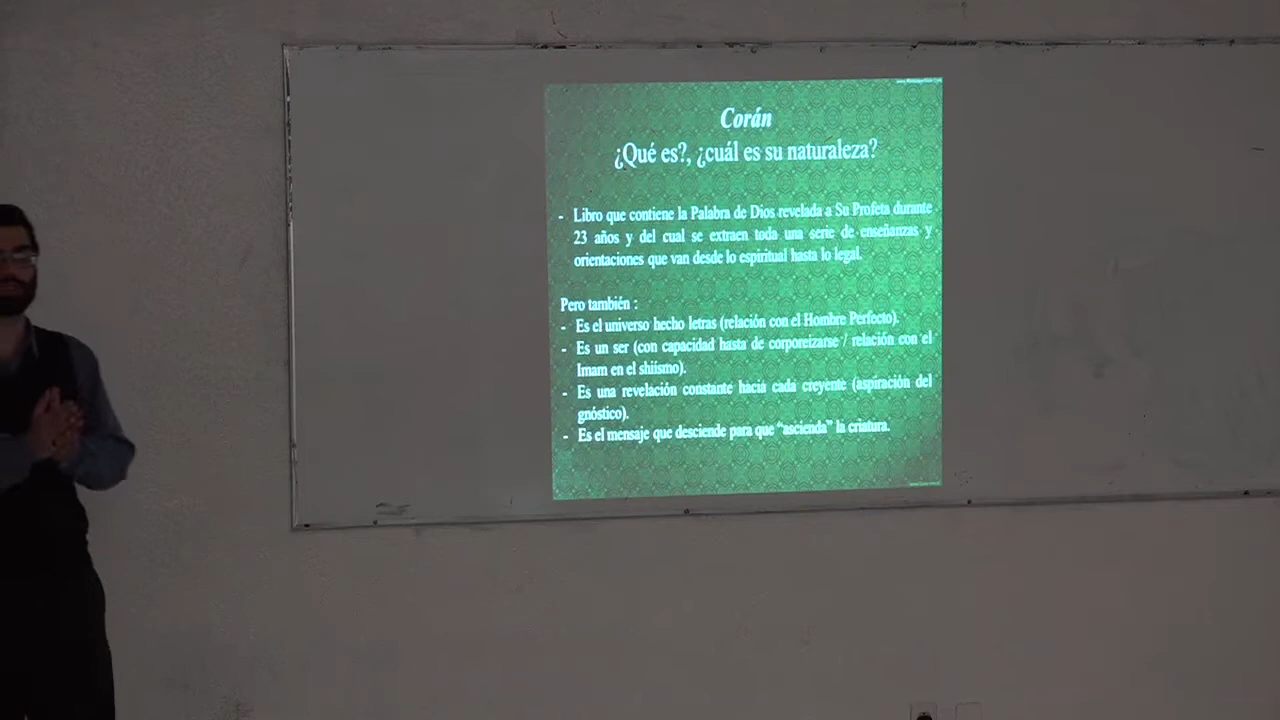 Corán
¿Qué es?, ¿cuál es su naturaleza?
- Libro que contiene la Palabra de Dios revelada a Su Profeta durante
23 años y del cual se extraen toda una serie de enseñanzas y
orientaciones que van desde lo espiritual hasta lo legal.
Pero también :
- Es el universo hecho letras (relación con el Hombre Perfecto).
- Es un ser (con capacidad hasta de corporeizarse / relación con el
Imam en el shiismo).
- Es una revelación constante hacia cada creyente (aspiración del
gnóstico).
- Es el mensaje que desciende para que “ascienda” la criatura.